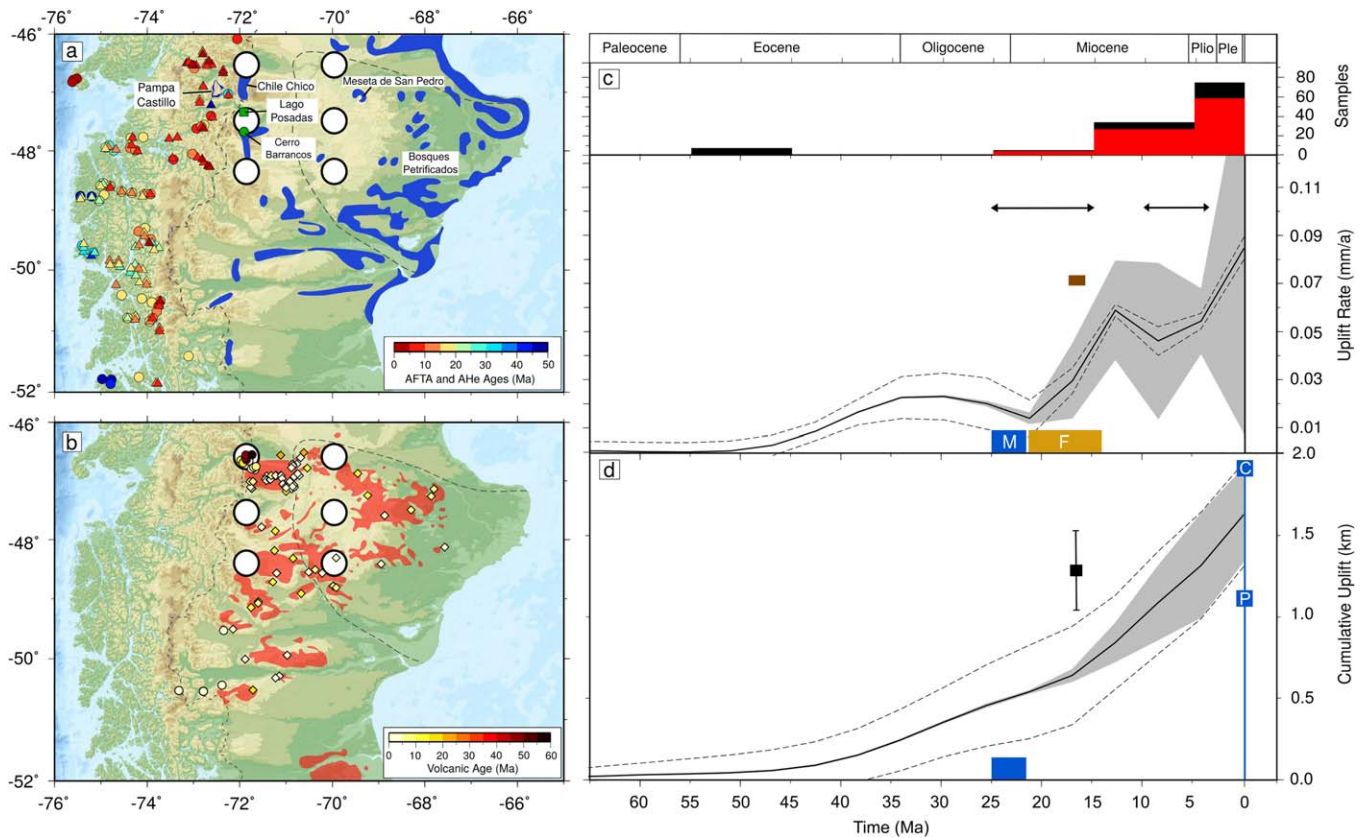 -76 -74 -72 -70 -68 -66
-46°
a
Pampa Castillo
Chile Chico
Meseta de San Pedro
Lago Posadas
Cerro Barrancos
Bosques Petrificados
-48°
-50°
-52°
0 10 20 30 40 50
AFTA and AHe Ages (Ma)
-46°
b
-48°
-50°
-52°
0 10 20 30 40 50 60
Volcanic Age (Ma)
-76° -74° -72° -70° -68° -66°
Paleocene Eocene Oligocene Miocene Plio Ple
c
80
60
40
20
0
Samples
0.11
0.09
0.07
0.05
0.03
0.01
Uplift Rate (mm/a)
M F
d
2.0
1.5
1.0
0.5
0.0
Cumulative Uplift (km)
C
P
60 55 50 45 40 35 30 25 20 15 10 5 0
Time (Ma)